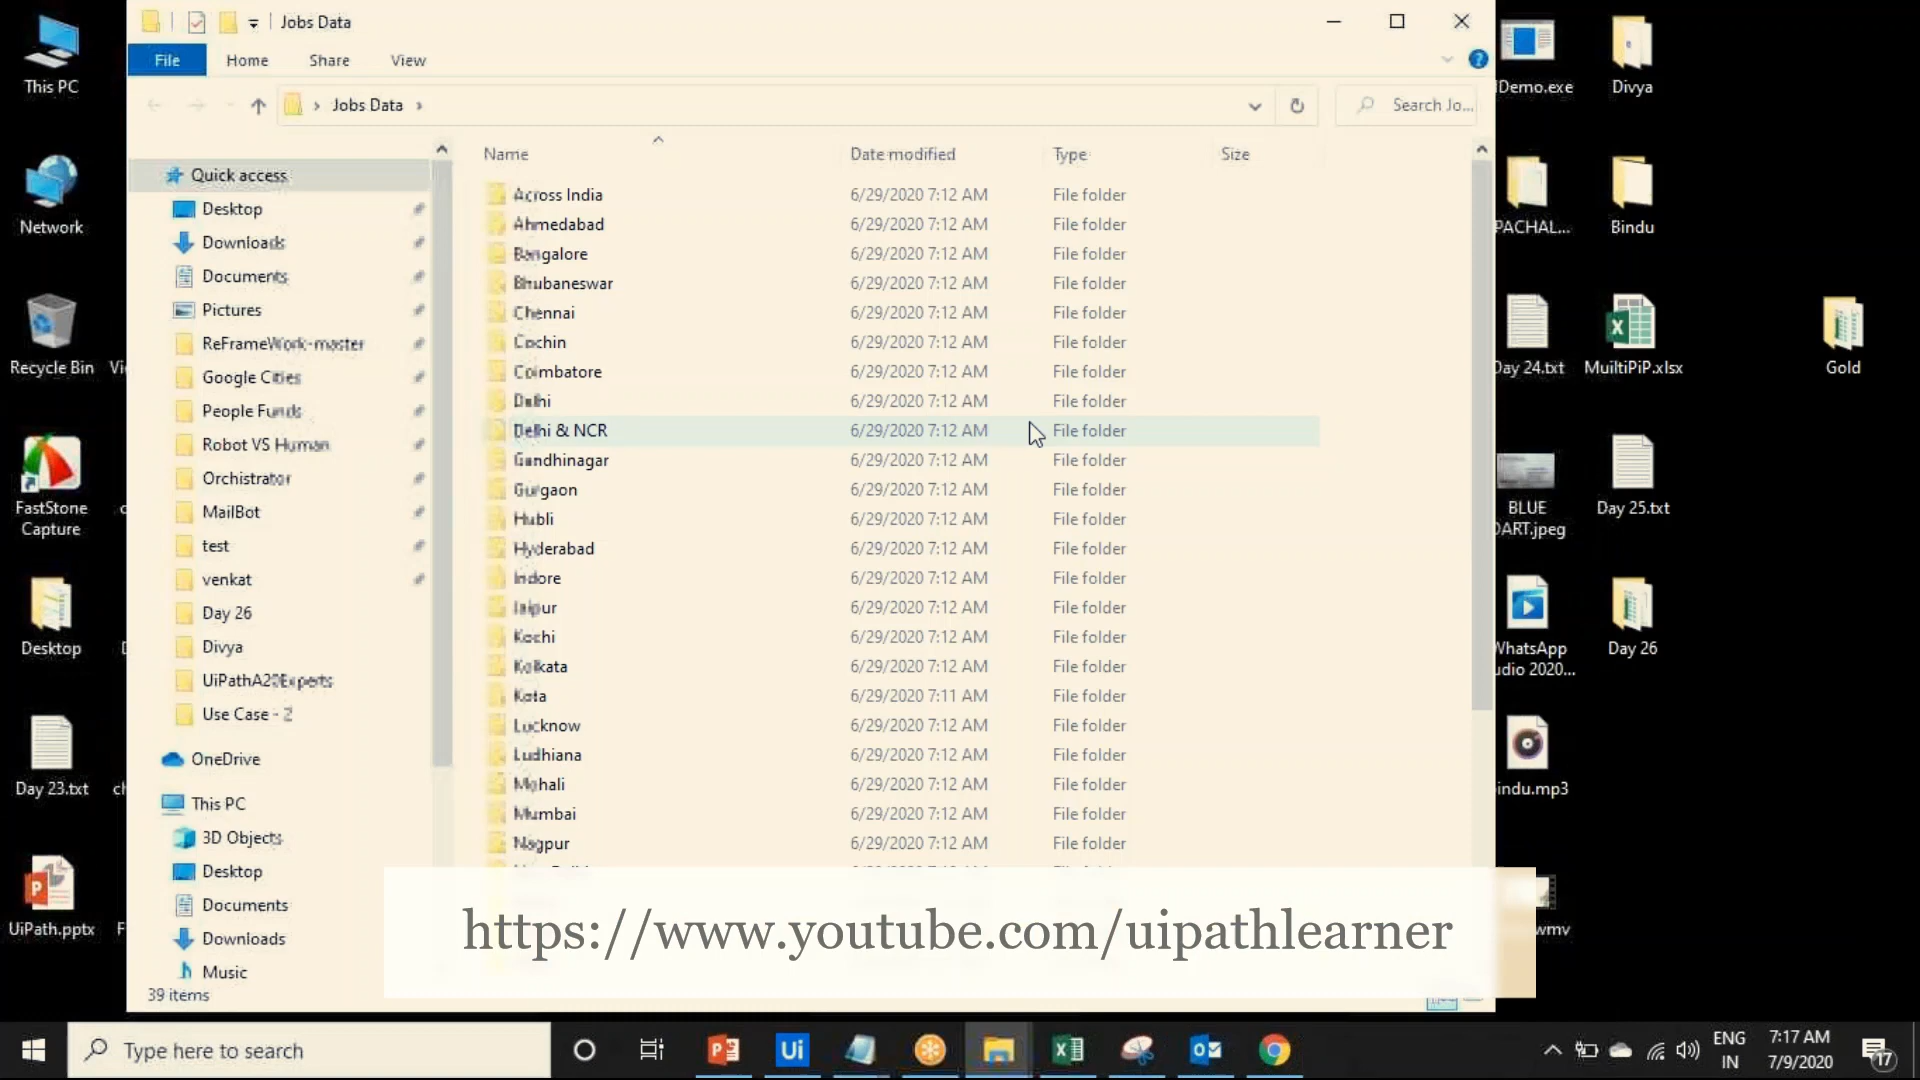 Jobs Data
File Home Share View
Jobs Data
Search Jo...
Name Date modified Type Size
Quick access
Desktop
Downloads
Documents
Pictures
ReFrameWork-master
Google Cities
People Funds
Robot VS Human
Orchistrator
MailBot
test
venkat
Day 26
Divya
UiPathA2ZExperts
Use Case - 2
OneDrive
This PC
3D Objects
Desktop
Documents
Downloads
Music
39 items
Across India 6/29/2020 7:12 AM File folder
Ahmedabad 6/29/2020 7:12 AM File folder
Bangalore 6/29/2020 7:12 AM File folder
Bhubaneswar 6/29/2020 7:12 AM File folder
Chennai 6/29/2020 7:12 AM File folder
Cochin 6/29/2020 7:12 AM File folder
Coimbatore 6/29/2020 7:12 AM File folder
Delhi 6/29/2020 7:12 AM File folder
Delhi & NCR 6/29/2020 7:12 AM File folder
Gandhinagar 6/29/2020 7:12 AM File folder
Gurgaon 6/29/2020 7:12 AM File folder
Hubli 6/29/2020 7:12 AM File folder
Hyderabad 6/29/2020 7:12 AM File folder
Indore 6/29/2020 7:12 AM File folder
Jaipur 6/29/2020 7:12 AM File folder
Kochi 6/29/2020 7:12 AM File folder
Kolkata 6/29/2020 7:12 AM File folder
Kota 6/29/2020 7:11 AM File folder
Lucknow 6/29/2020 7:12 AM File folder
Ludhiana 6/29/2020 7:12 AM File folder
Mohali 6/29/2020 7:12 AM File folder
Mumbai 6/29/2020 7:12 AM File folder
Nagpur 6/29/2020 7:12 AM File folder
https://www.youtube.com/uipathlearner
This PC
Network
Recycle Bin
FastStone
Capture
Desktop
Day 23.txt
UiPath.pptx
Demo.exe
PACHAL...
Day 24.txt
BLUE
DART.jpeg
WhatsApp
udio 2020...
indu.mp3
wmv
Divya
Bindu
MuiltiPiP.xlsx
Day 25.txt
Day 26
Gold
Type here to search
ENG
IN
7:17 AM
7/9/2020
17